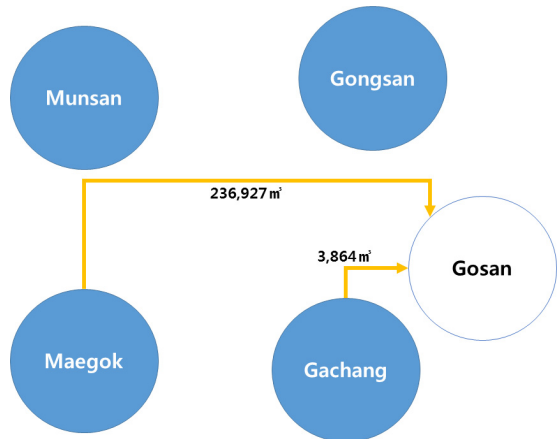 Munsan
Gongsan
236,927㎥
3,864㎥
Gosan
Maegok
Gachang